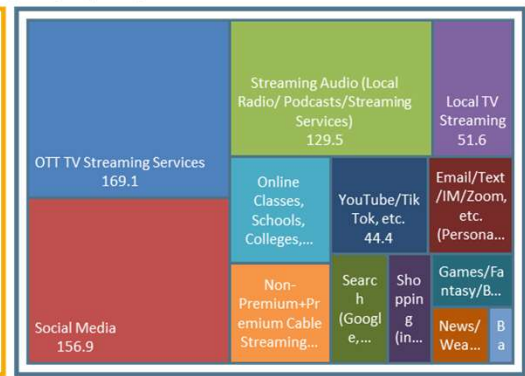 OTT TV Streaming Services
169.1
Social Media
156.9
Streaming Audio (Local
Radio/ Podcasts/Streaming
Services)
129.5
Local TV
Streaming
51.6
Online
Classes,
Schools,
Colleges,...
YouTube/Tik
Tok, etc.
44.4
Email/Text
/IM/Zoom,
etc.
(Persona...
Non-
Premium+Pr
emium Cable
Streaming...
Searc
h
(Googl
e,...
Sho
ppin
g
(in...
Games/Fa
ntasy/B...
News/
Wea...
Ba